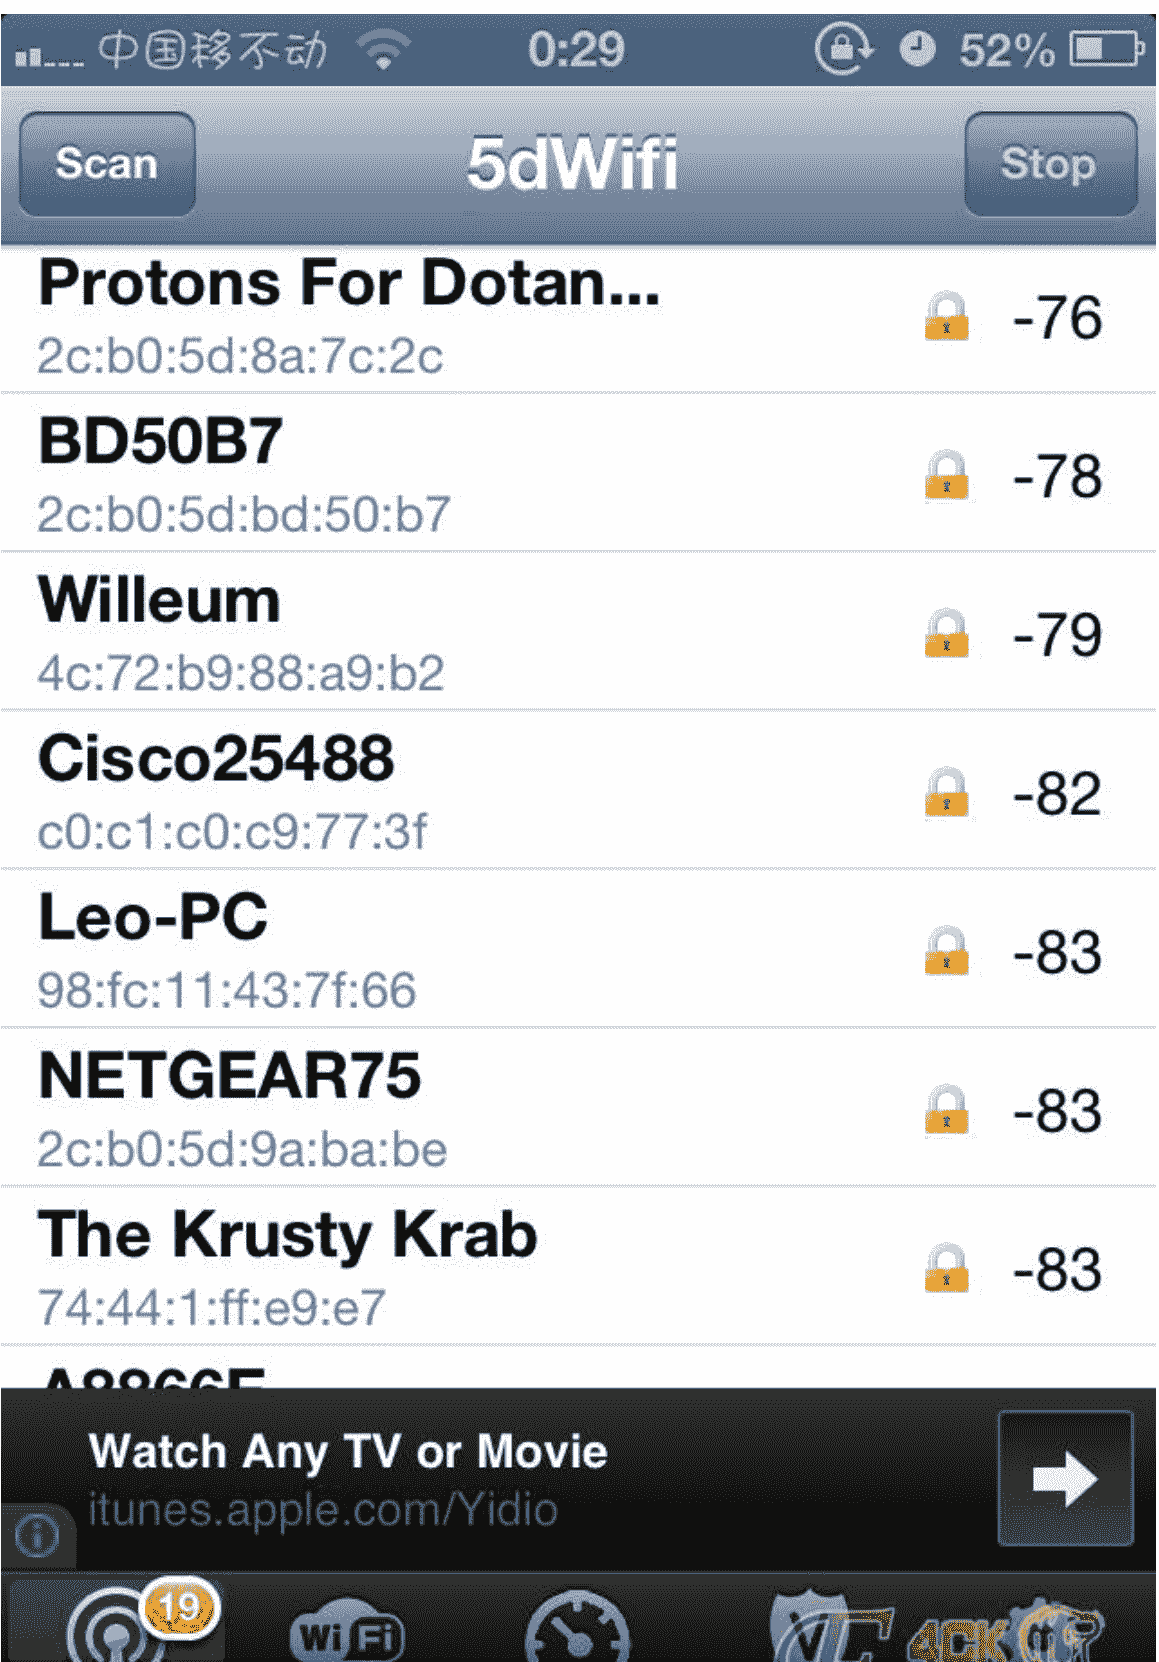 中国移不动 0:29 52%
Scan 5dWifi Stop
Protons For Dotan... -76
2c:b0:5d:8a:7c:2c
BD50B7 -78
2c:b0:5d:bd:50:b7
Willeum -79
4c:72:b9:88:a9:b2
Cisco25488 -82
c0:c1:c0:c9:77:3f
Leo-PC -83
98:fc:11:43:7f:66
NETGEAR75 -83
2c:b0:5d:9a:ba:be
The Krusty Krab -83
74:44:1:ff:e9:e7
Watch Any TV or Movie
itunes.apple.com/Yidio
19
WiFi